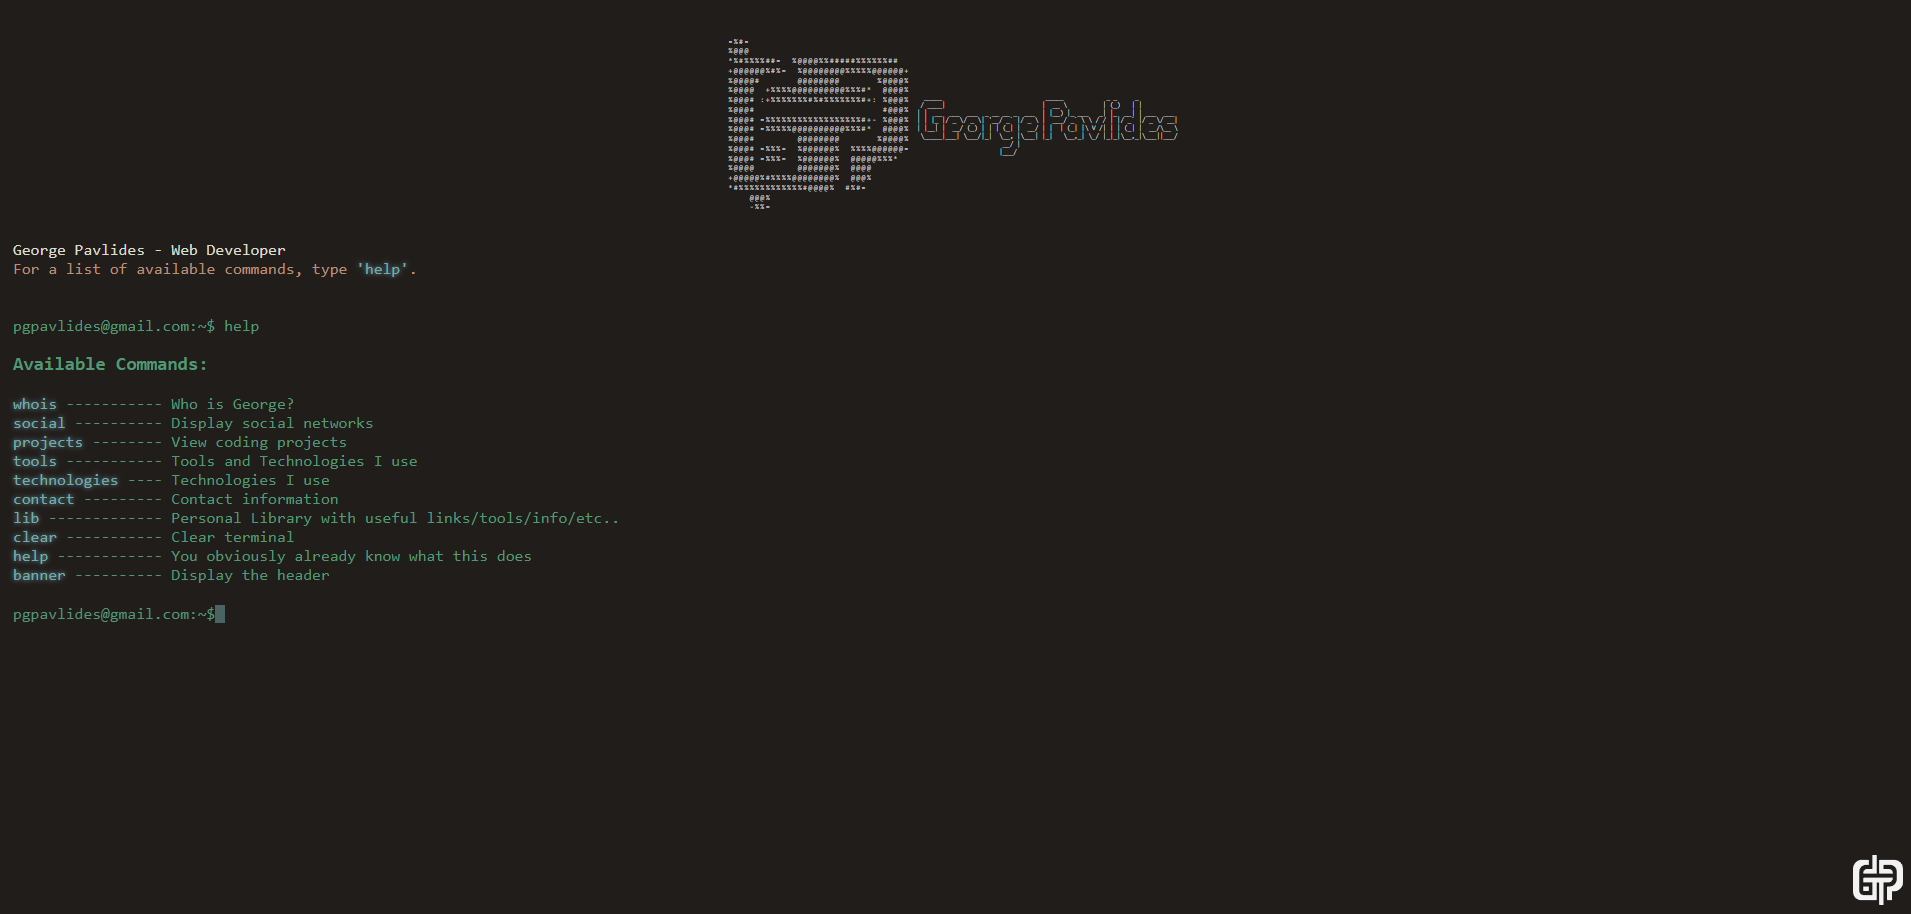 GeorgePavlides
George Pavlides - Web Developer
For a list of available commands, type 'help'.
pgpavlides@gmail.com:~$ help
Available Commands:
whois ----------- Who is George?
social ---------- Display social networks
projects -------- View coding projects
tools ----------- Tools and Technologies I use
technologies ---- Technologies I use
contact --------- Contact information
lib ------------- Personal Library with useful links/tools/info/etc..
clear ----------- Clear terminal
help ------------ You obviously already know what this does
banner ---------- Display the header
pgpavlides@gmail.com:~$
GP